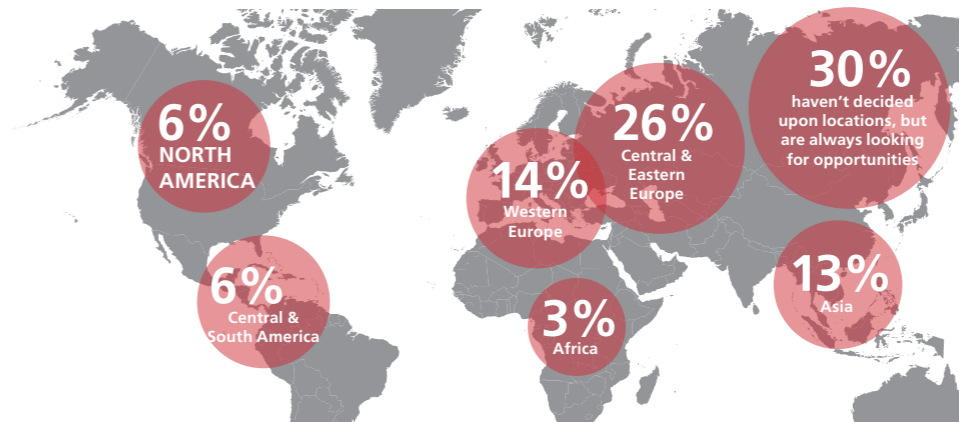 6%
NORTH
AMERICA
6%
Central &
South America
14%
Western
Europe
26%
Central &
Eastern
Europe
3%
Africa
30%
haven't decided
upon locations, but
are always looking
for opportunities
13%
Asia